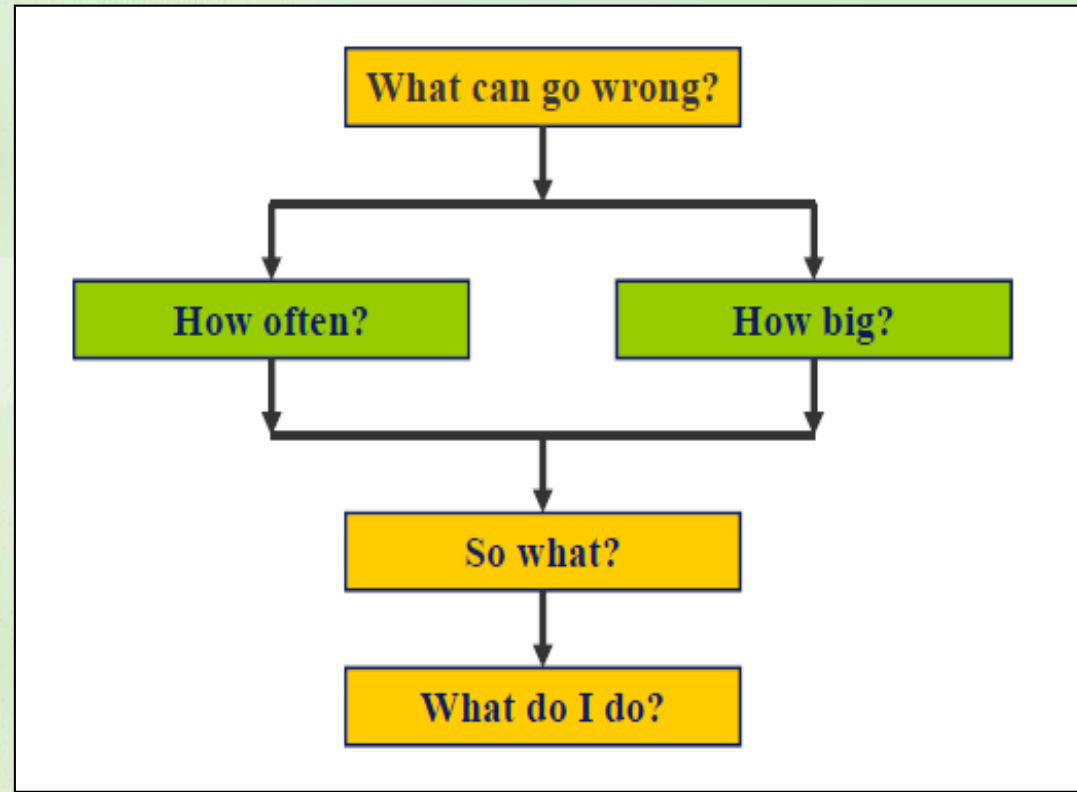 What can go wrong?
How often?
How big?
So what?
What do I do?